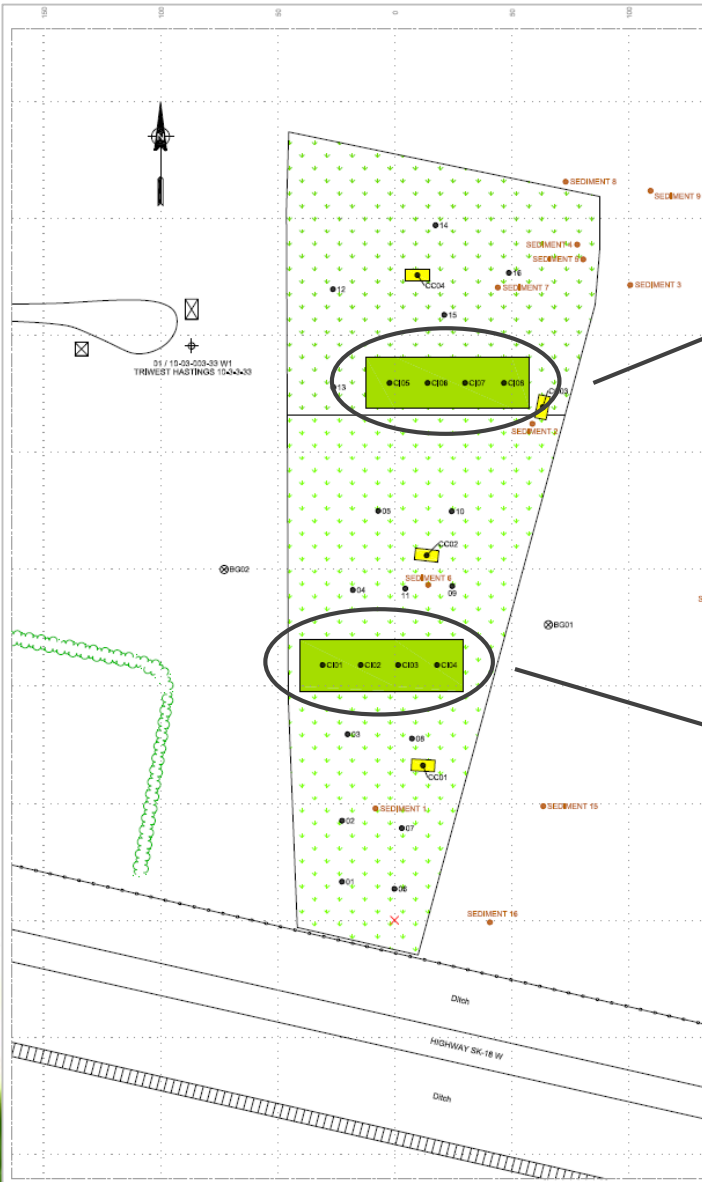 150 100 50 0 50 100
SEDIMENT 8
SEDIMENT 9
14
SEDIMENT 4
SEDIMENT 5
16
CC04
12
SEDIMENT 7
SEDIMENT 3
15
01 / 10-03-003-33 W1
TRIWEST HASTINGS 10-3-3-33
13
CI05 CI06 CI07 CI08
CC03
SEDIMENT 2
05
10
CC02
BG02
SEDIMENT 6
04
11
09
BG01
CI01 CI02 CI03 CI04
03
08
CC01
SEDIMENT 1
SEDIMENT 15
02
07
01
06
SEDIMENT 16
Ditch
HIGHWAY SK-18 W
Ditch